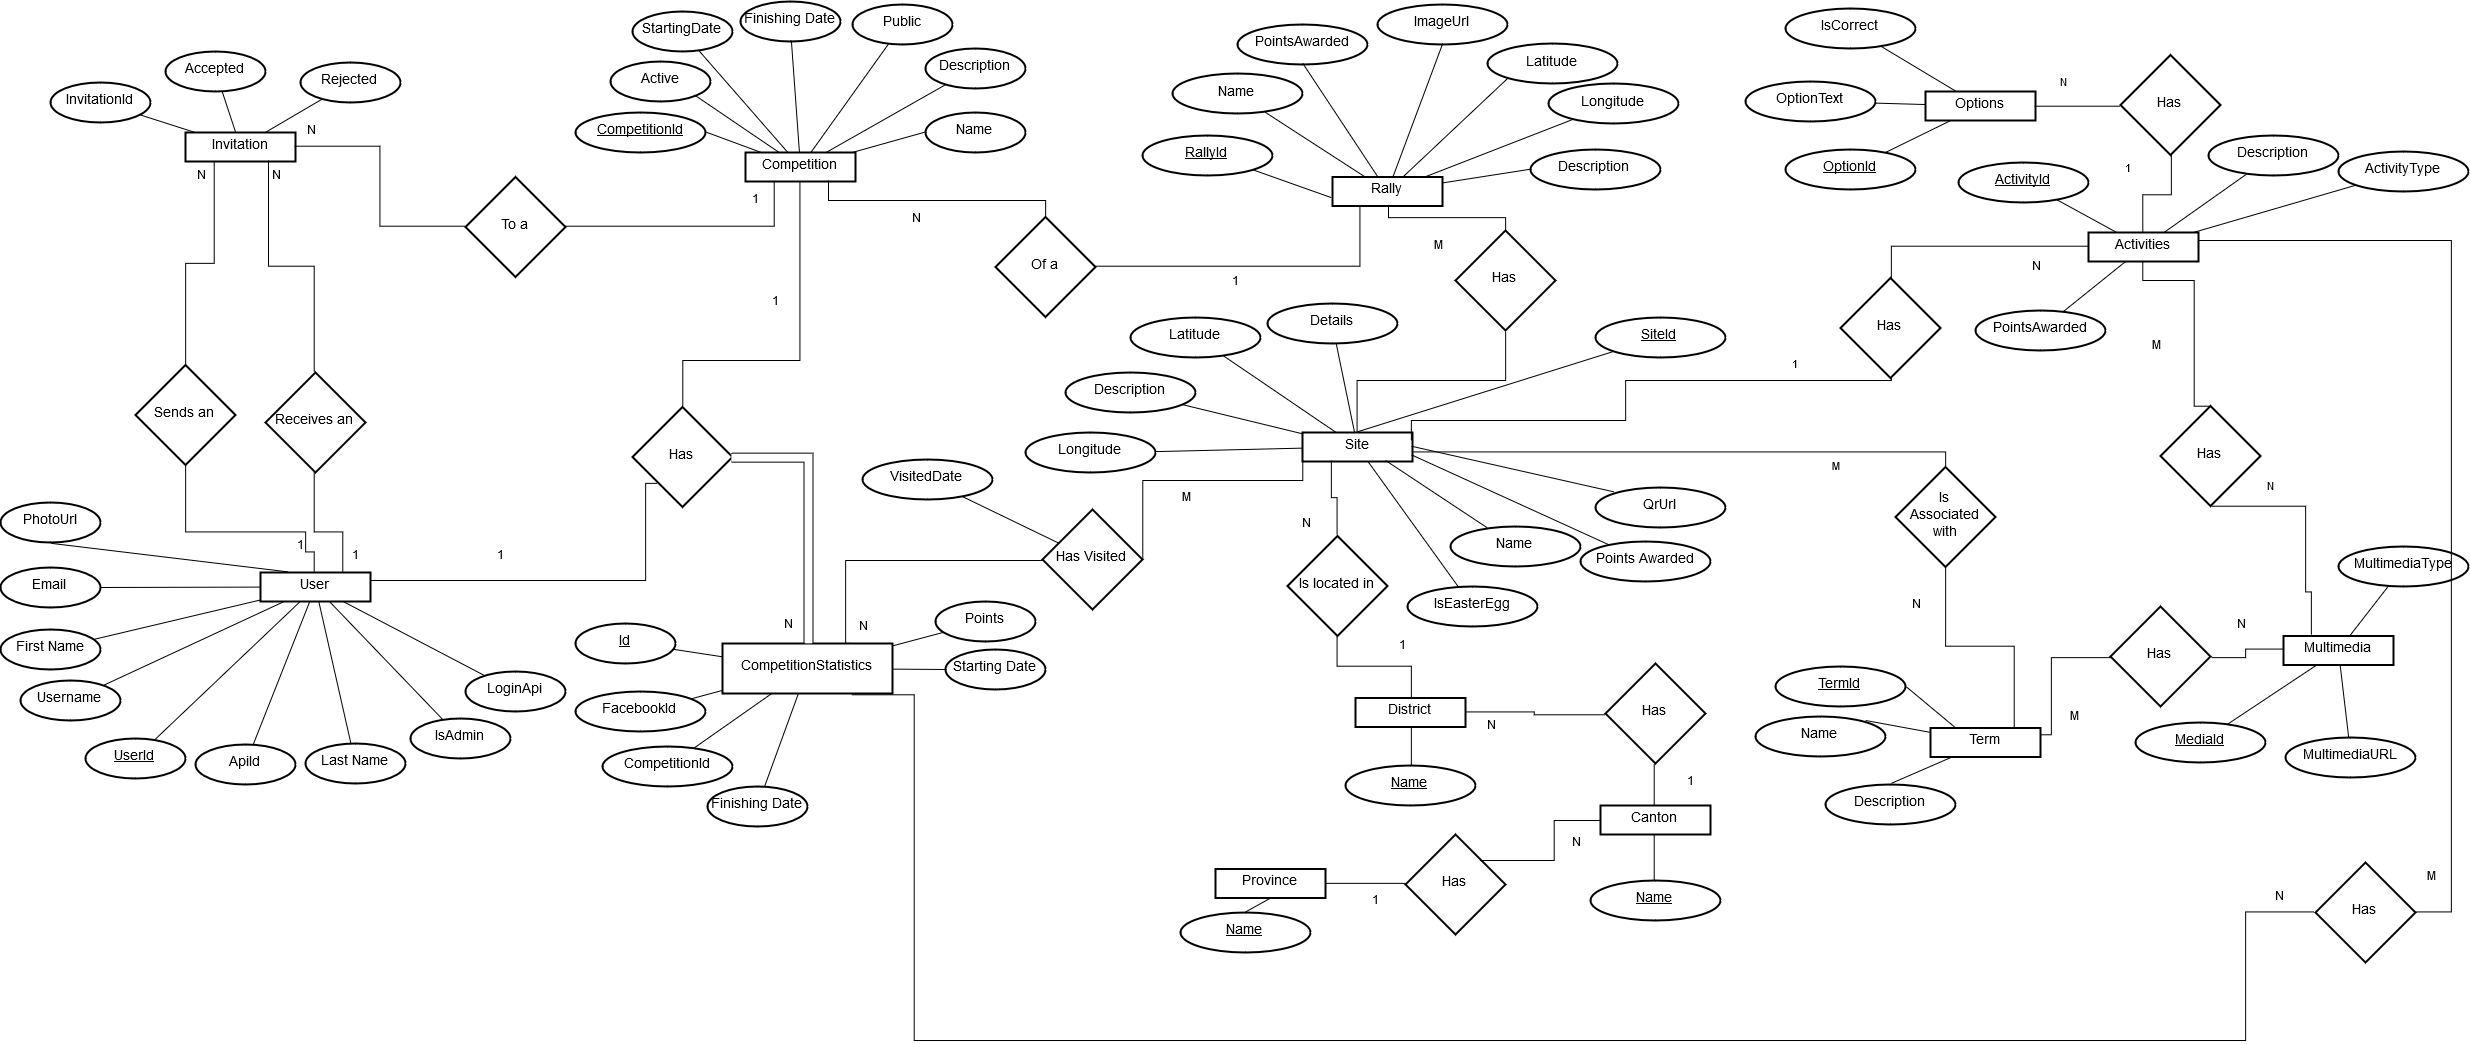 StartingDate
Finishing Date
Public
PointsAwarded
ImageUrl
IsCorrect
Accepted
Rejected
InvitationId
Active
Description
Name
Latitude
Longitude
OptionText
Options
N
Has
CompetitionId
Name
N
Invitation
Competition
RallyId
Rally
Description
OptionId
1
ActivityId
Description
ActivityType
N
N
1
N
To a
Of a
M
Has
Activities
N
1
1
Has
PointsAwarded
Latitude
Details
SiteId
Has
M
1
Description
Sends an
Receives an
Has
Longitude
Site
M
Has
N
VisitedDate
M
QrUrl
Is
Associated
with
PhotoUrl
1
1
1
N
Name
Has Visited
Points Awarded
Is located in
MultimediaType
Email
User
IsEasterEgg
N
N
N
Points
N
First Name
Id
CompetitionStatistics
Starting Date
1
Has
Multimedia
Username
LoginApi
FacebookId
District
N
Has
TermId
Name
Term
M
MediaId
MultimediaURL
UserId
ApiId
Last Name
IsAdmin
CompetitionId
Finishing Date
Name
1
Description
Canton
N
Province
1
Has
Name
Name
N
Has
M